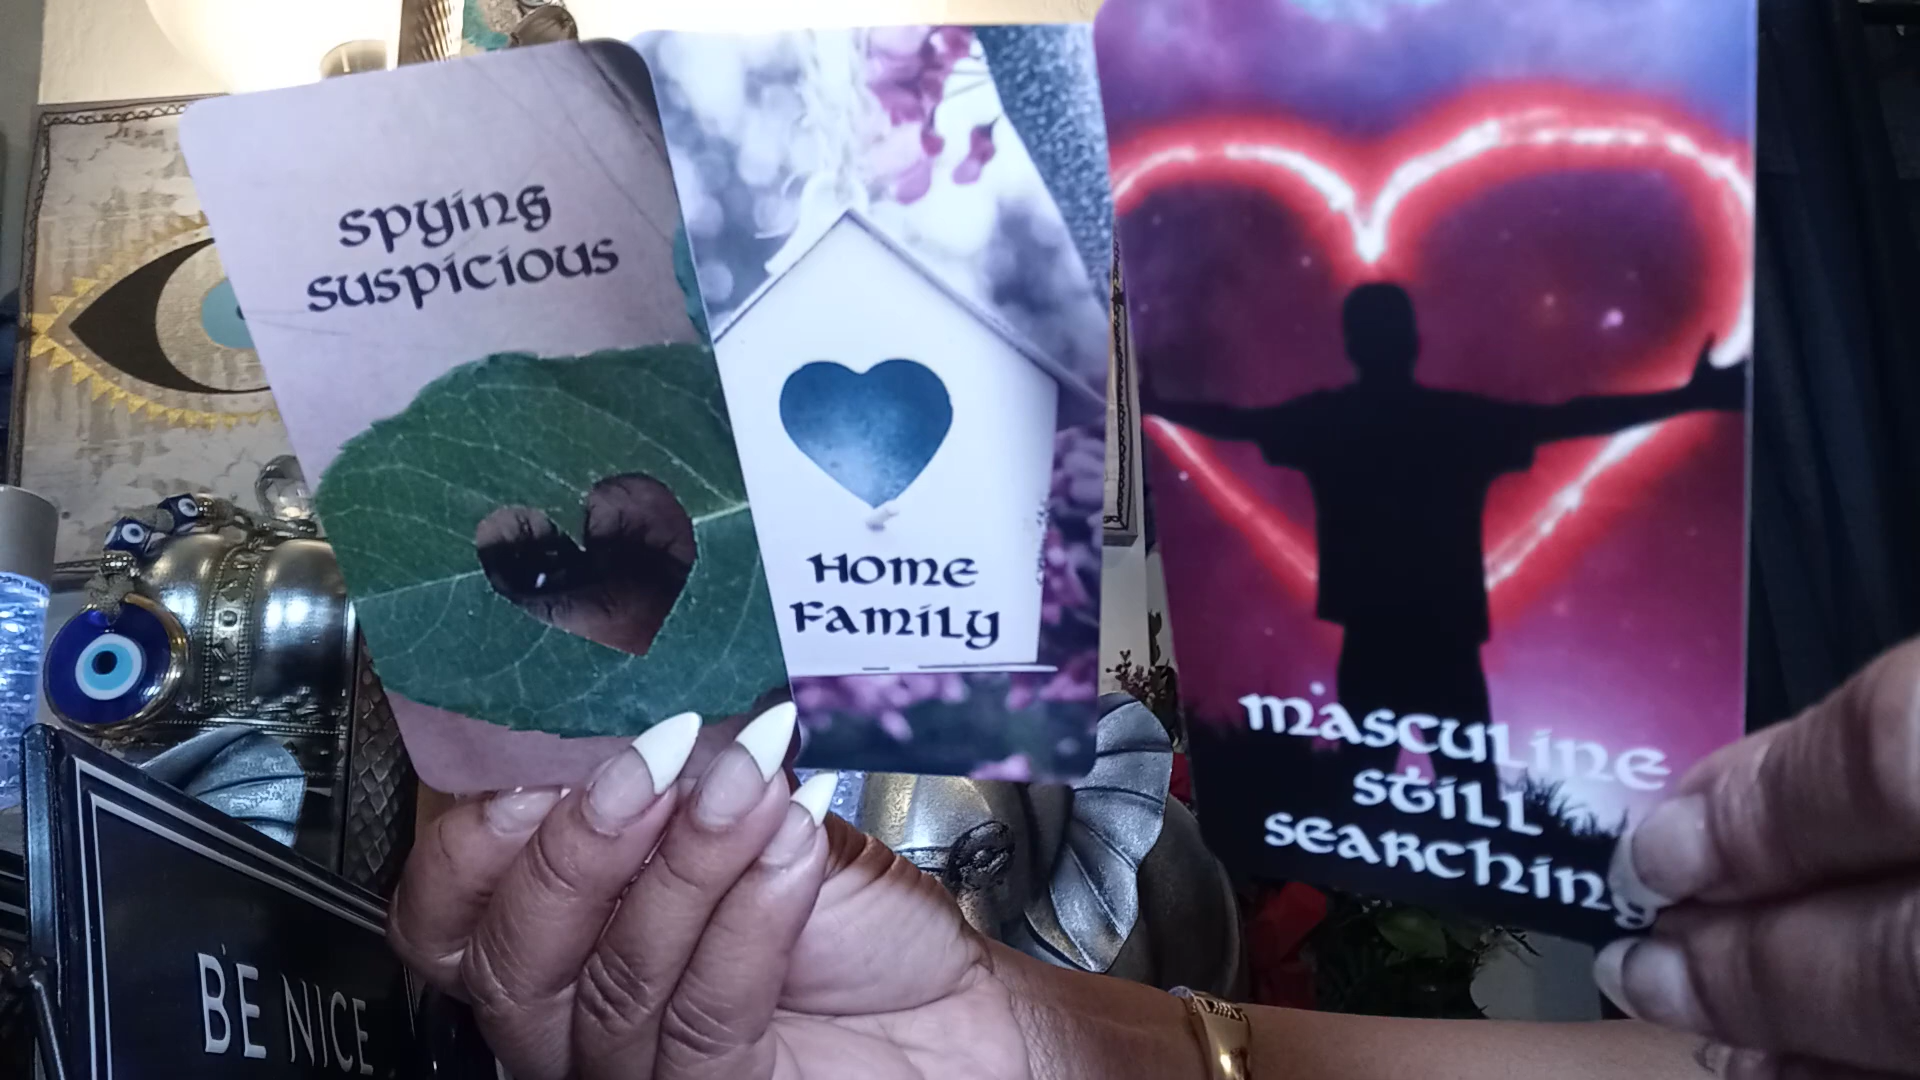 Spying
Suspicious
Home
Family
Masculine
Still
Searching
BE NICE